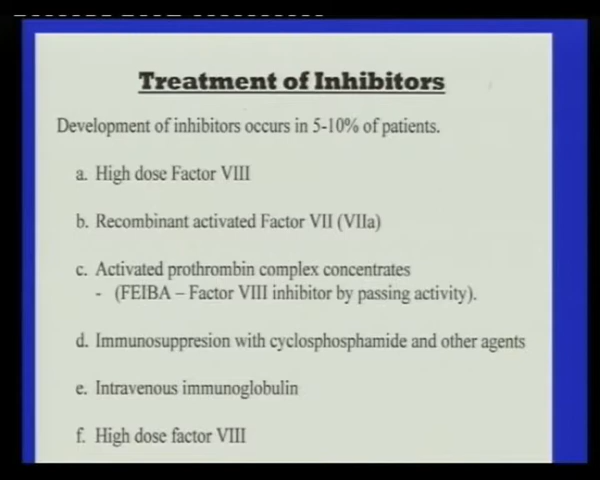 Treatment of Inhibitors
Development of inhibitors occurs in 5-10% of patients.
a. High dose Factor VIII
b. Recombinant activated Factor VII (VIIa)
c. Activated prothrombin complex concentrates
- (FEIBA – Factor VIII inhibitor by passing activity).
d. Immunosuppresion with cyclosphosphamide and other agents
e. Intravenous immunoglobulin
f. High dose factor VIII